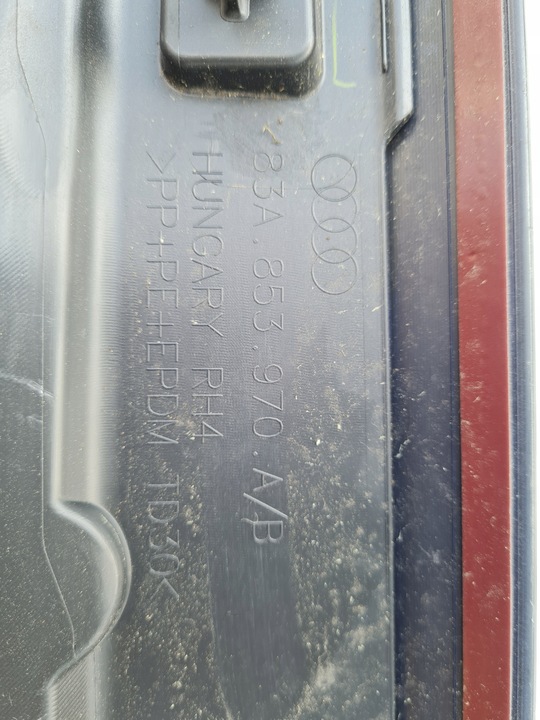 83A.853.970.A/B
HUNGARY RH4
>PP+PE+EPDM TD30<